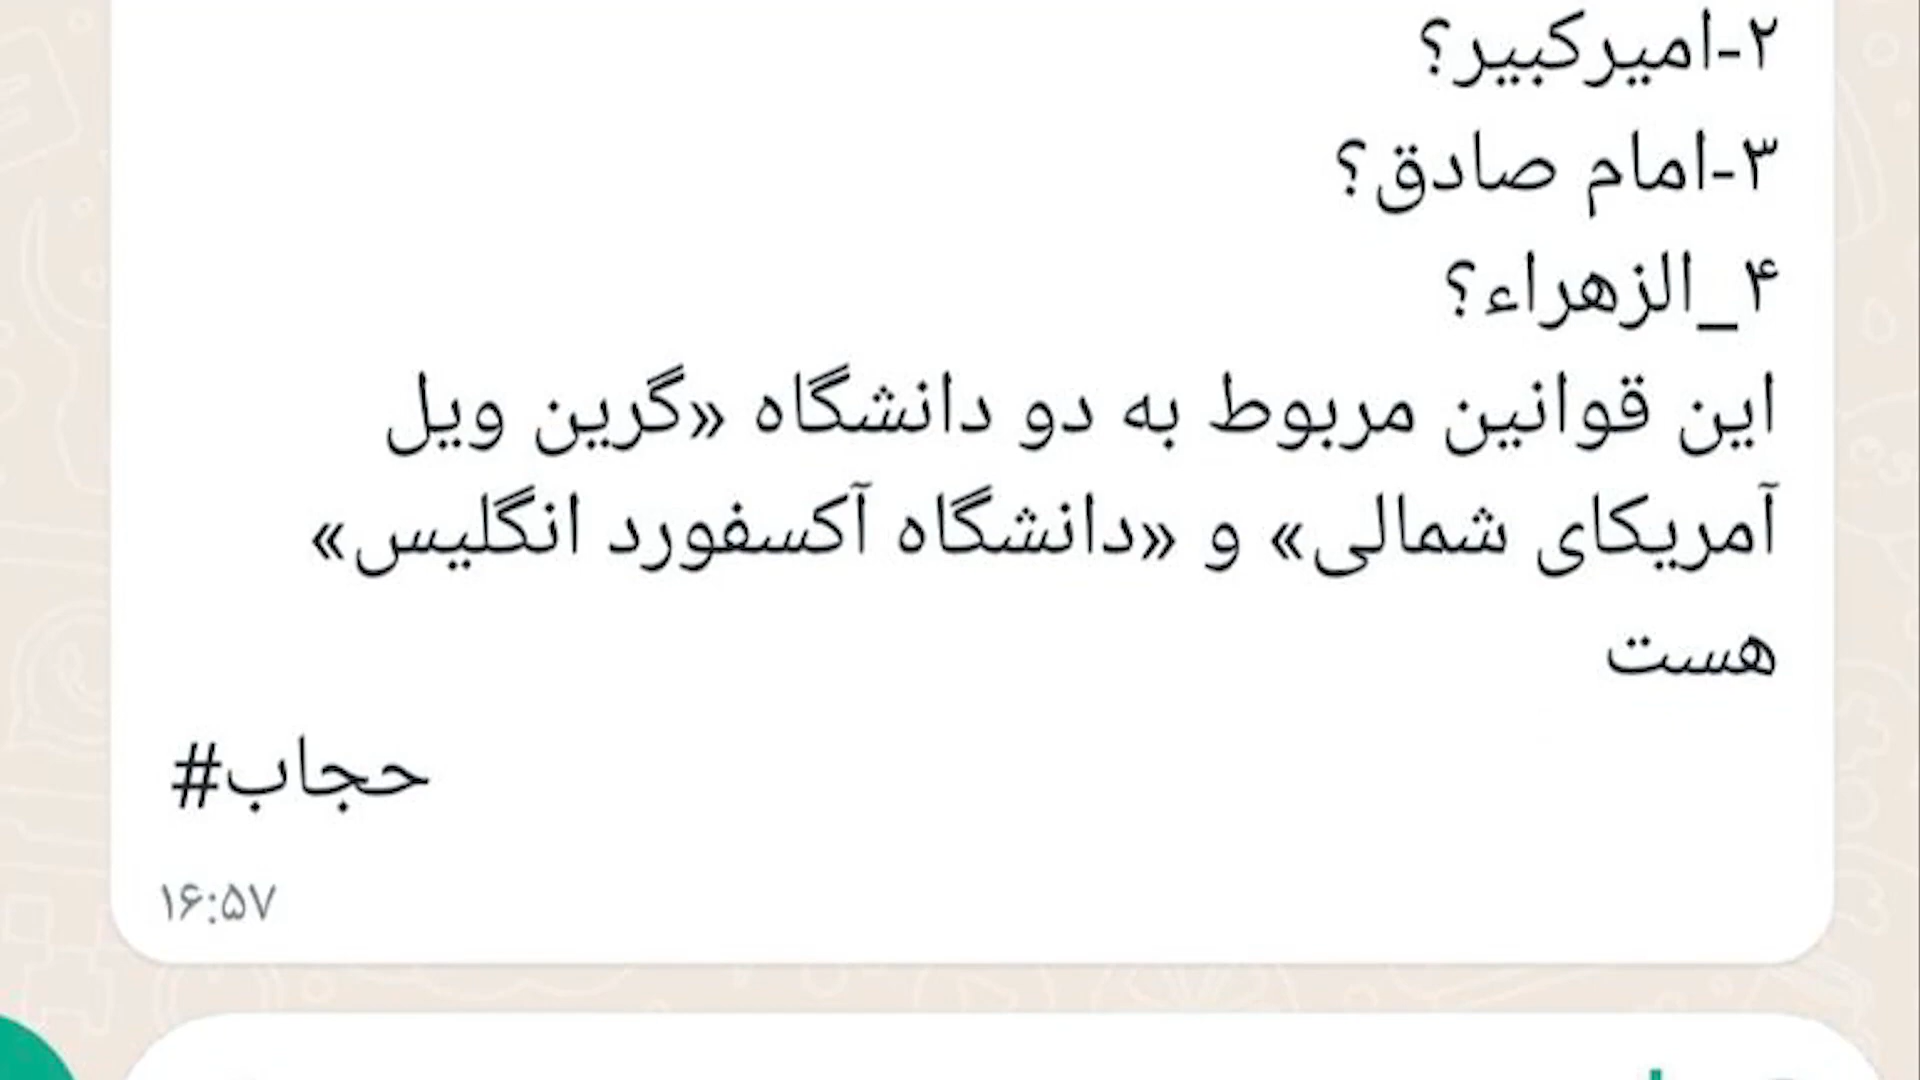 ۲-امیرکبیر؟
۳-امام صادق؟
۴_الزهراء؟
این قوانین مربوط به دو دانشگاه «گرین ویل
آمریکای شمالی» و «دانشگاه آکسفورد انگلیس»
هست
حجاب#
۱۶:۵۷